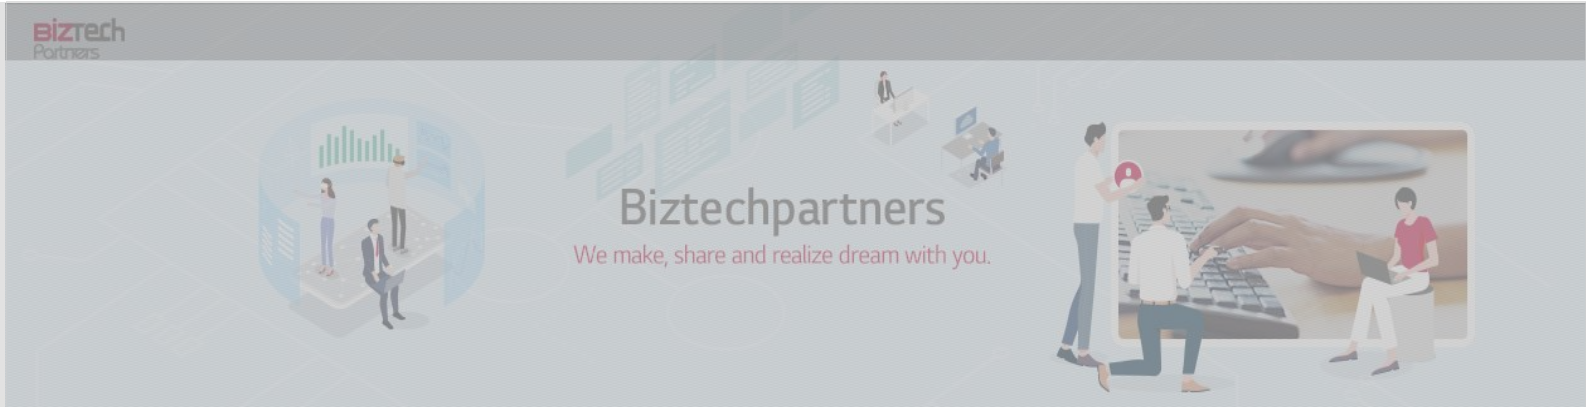 BIZTECH
Partners
Biztechpartners
We make, share and realize dream with you.